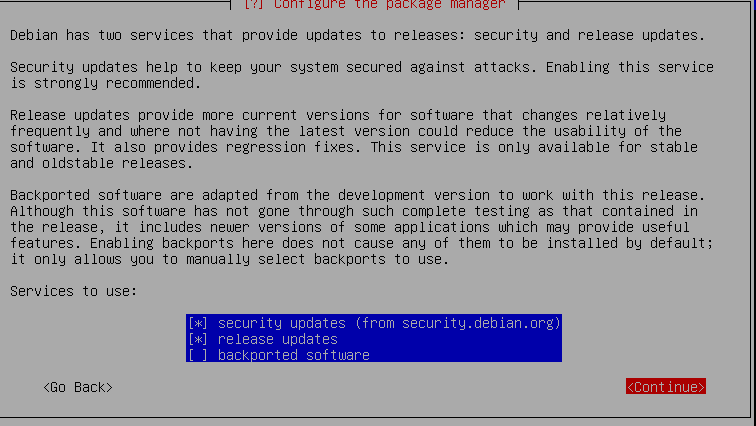 [?] Configure the package manager
Debian has two services that provide updates to releases: security and release updates.
Security updates help to keep your system secured against attacks. Enabling this service
is strongly recommended.
Release updates provide more current versions for software that changes relatively
frequently and where not having the latest version could reduce the usability of the
software. It also provides regression fixes. This service is only available for stable
and oldstable releases.
Backported software are adapted from the development version to work with this release.
Although this software has not gone through such complete testing as that contained in
the release, it includes newer versions of some applications which may provide useful
features. Enabling backports here does not cause any of them to be installed by default;
it only allows you to manually select backports to use.
Services to use:
[*] security updates (from security.debian.org)
[*] release updates
[ ] backported software
<Go Back> <Continue>